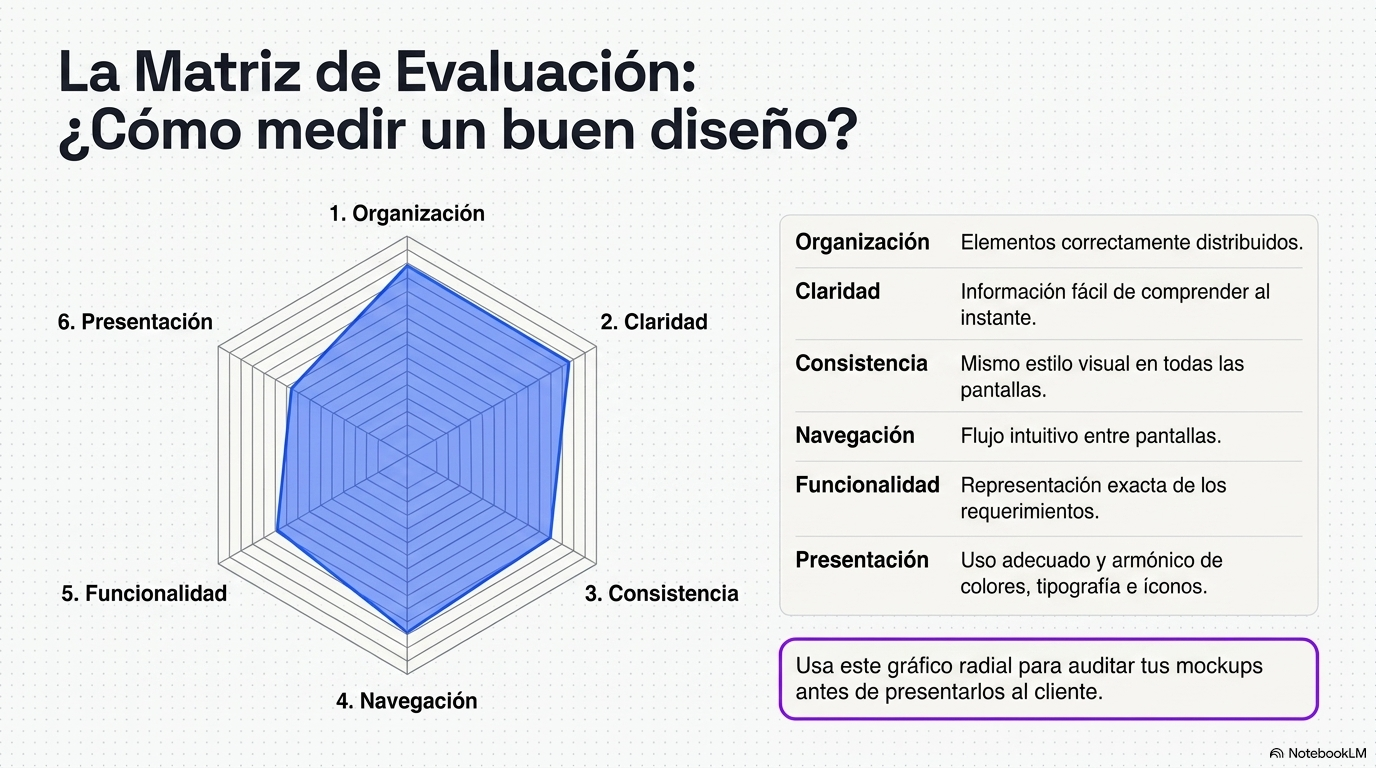 La Matriz de Evaluación:
¿Cómo medir un buen diseño?
1. Organización
2. Claridad
3. Consistencia
4. Navegación
5. Funcionalidad
6. Presentación
Organización Elementos correctamente distribuidos.
Claridad Información fácil de comprender al
instante.
Consistencia Mismo estilo visual en todas las
pantallas.
Navegación Flujo intuitivo entre pantallas.
Funcionalidad Representación exacta de los
requerimientos.
Presentación Uso adecuado y armónico de
colores, tipografía e íconos.
Usa este gráfico radial para auditar tus mockups
antes de presentarlos al cliente.
NotebookLM